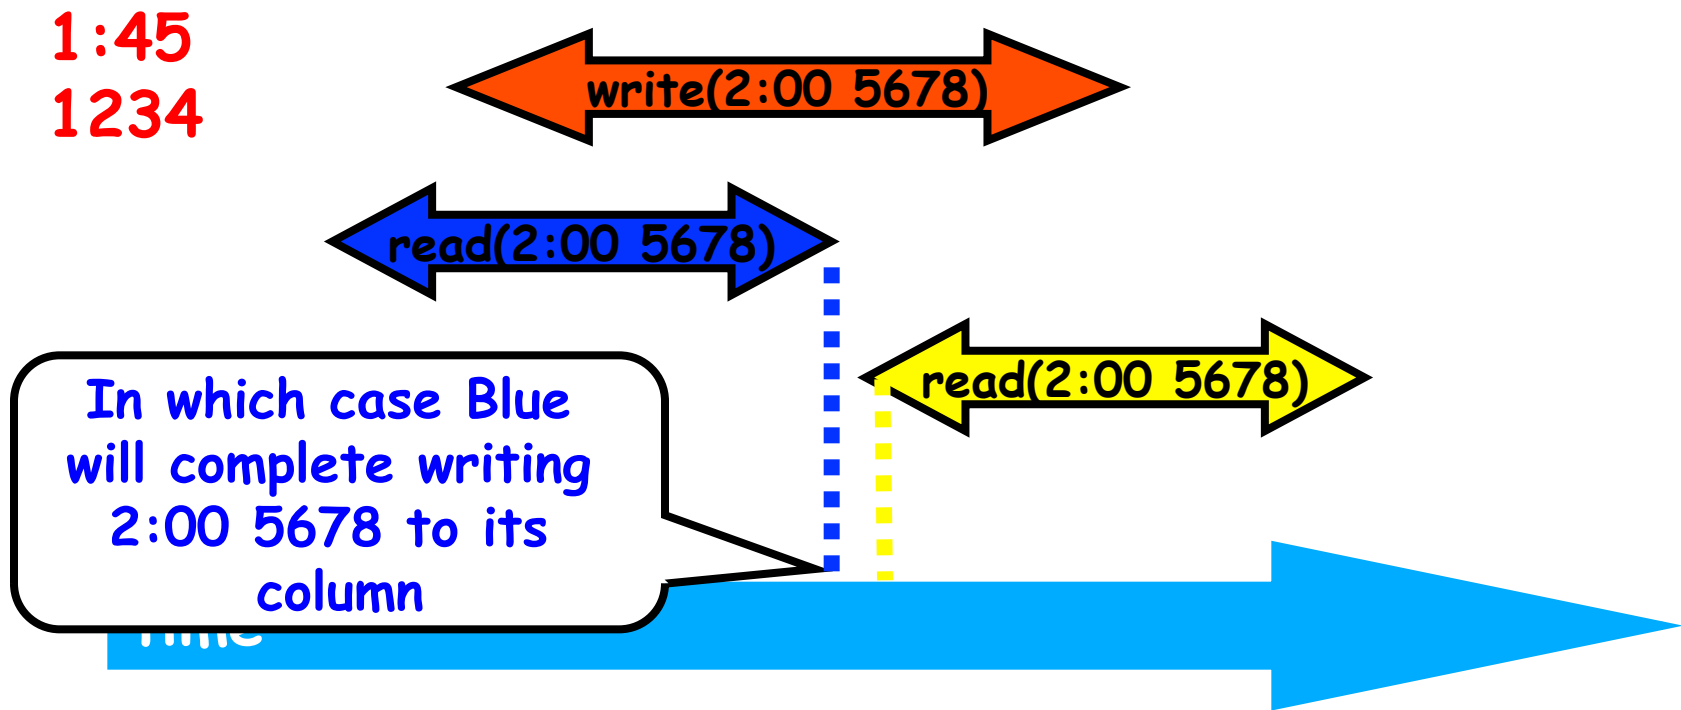 1:45
1234
write(2:00 5678)
read(2:00 5678)
read(2:00 5678)
In which case Blue
will complete writing
2:00 5678 to its
column
Time